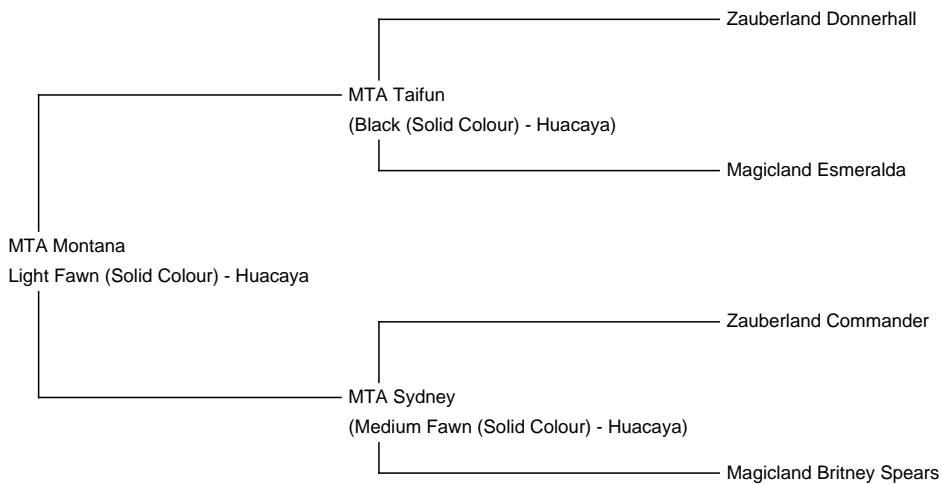 Zauberland Donnerhall
MTA Taifun
(Black (Solid Colour) - Huacaya)
Magicland Esmeralda
MTA Montana
Light Fawn (Solid Colour) - Huacaya
Zauberland Commander
MTA Sydney
(Medium Fawn (Solid Colour) - Huacaya)
Magicland Britney Spears